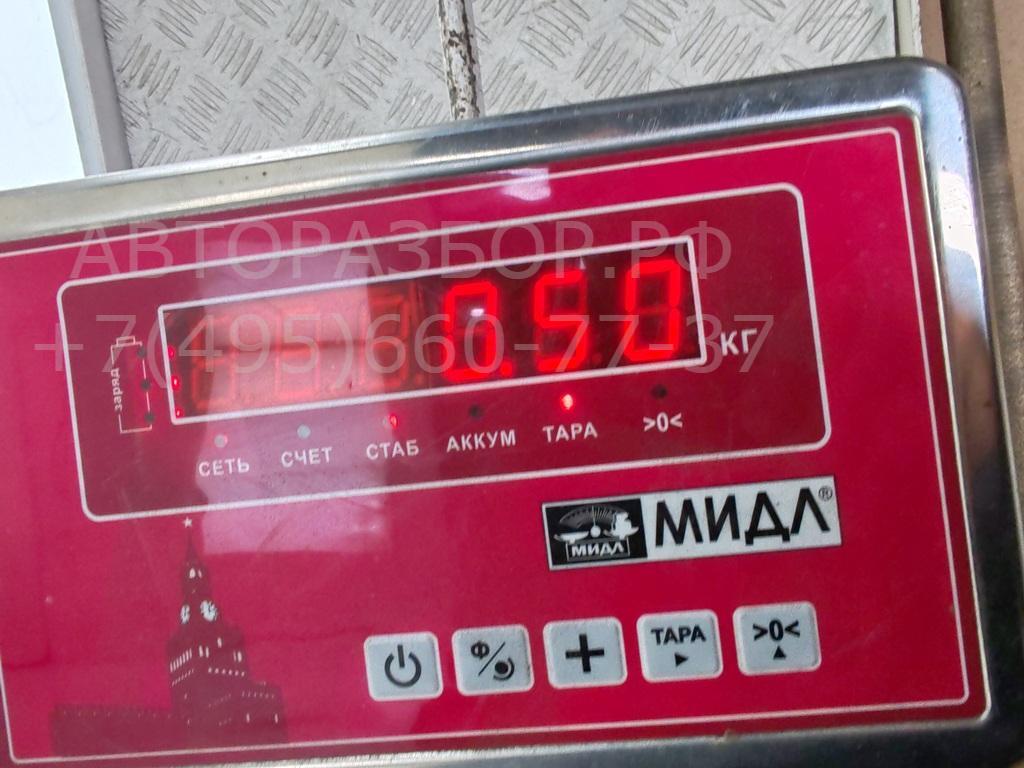 АВТОРАЗБОР.РФ
+7(495)660-77-37
0.50
кг
заряд
СЕТЬ СЧЕТ СТАБ АККУМ ТАРА >0<
МИДЛ МИДЛ®
Ф ТАРА >0<